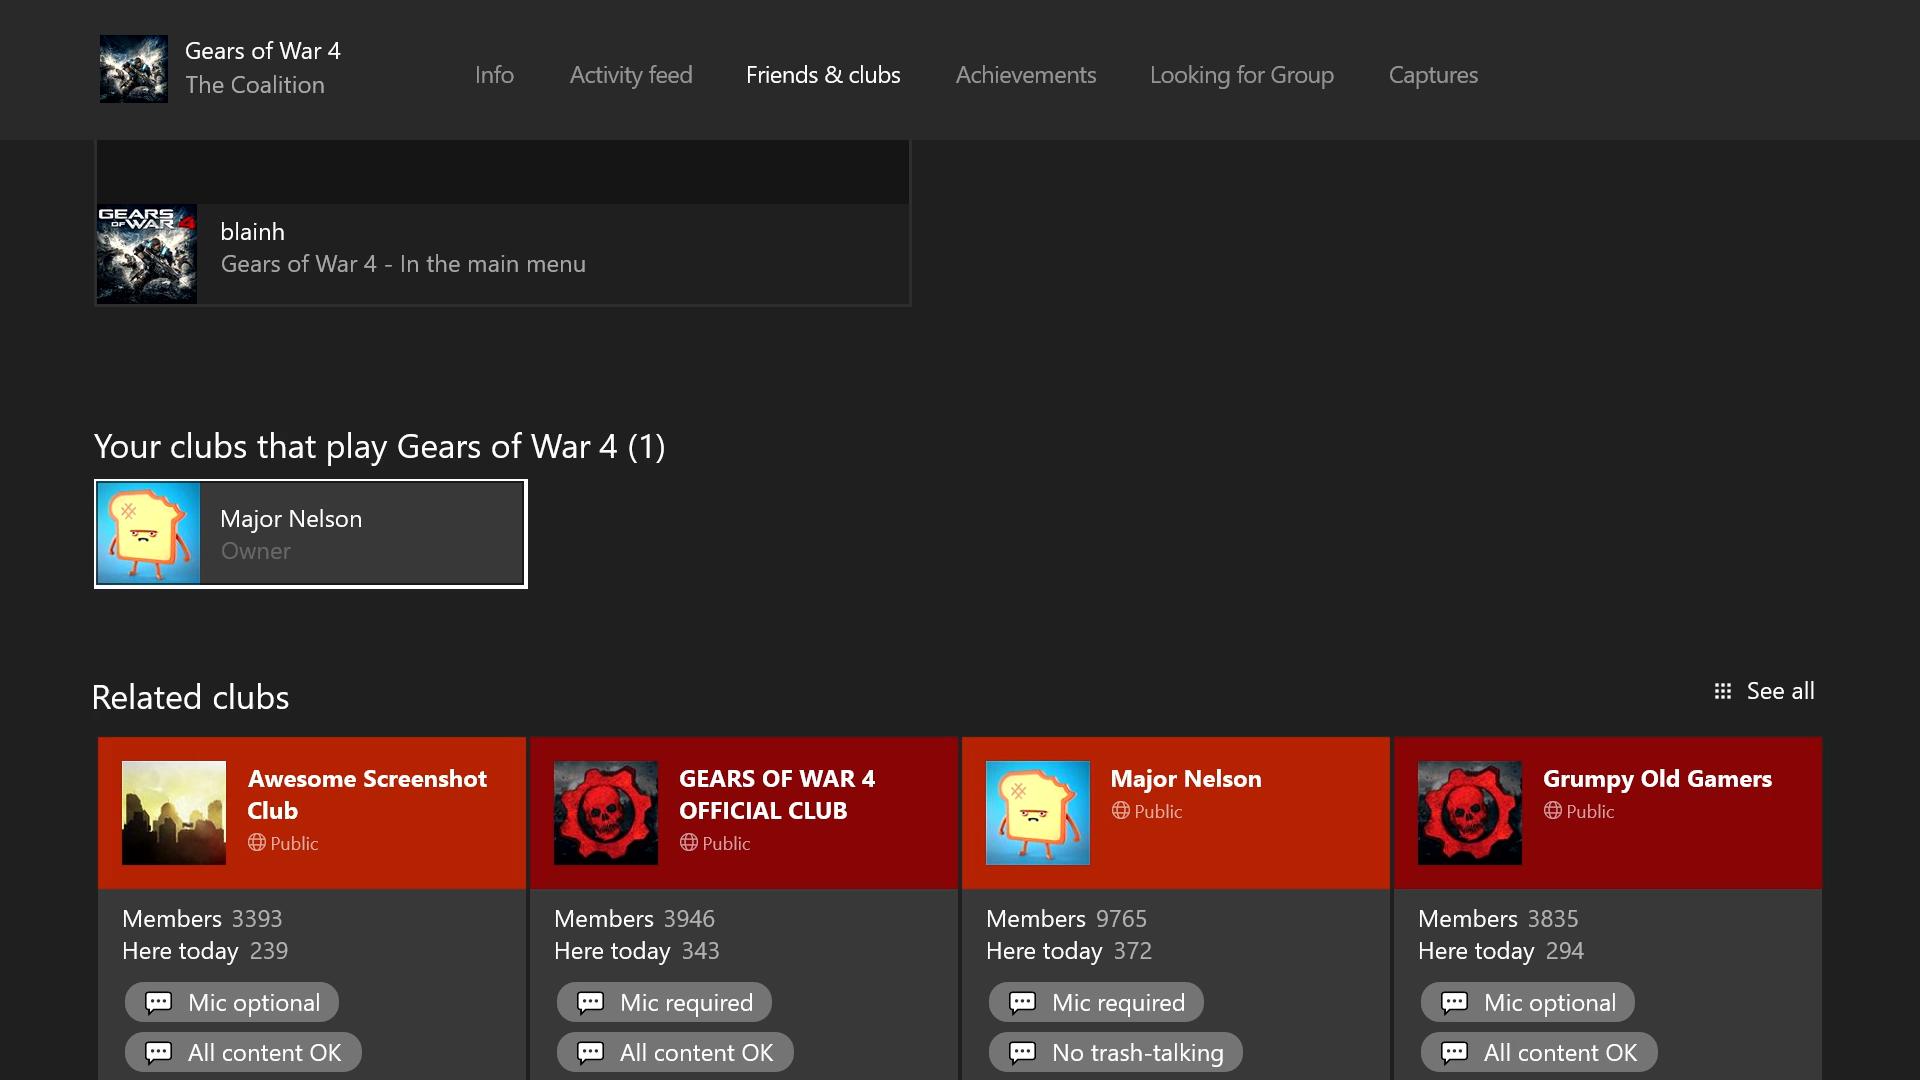 Gears of War 4
The Coalition
Info
Activity feed
Friends & clubs
Achievements
Looking for Group
Captures
GEARS
OF WAR 4
blainh
Gears of War 4 - In the main menu
Your clubs that play Gears of War 4 (1)
Major Nelson
Owner
Related clubs
See all
Awesome Screenshot
Club
Public
Members 3393
Here today 239
Mic optional
All content OK
GEARS OF WAR 4
OFFICIAL CLUB
Public
Members 3946
Here today 343
Mic required
All content OK
Major Nelson
Public
Members 9765
Here today 372
Mic required
No trash-talking
Grumpy Old Gamers
Public
Members 3835
Here today 294
Mic optional
All content OK